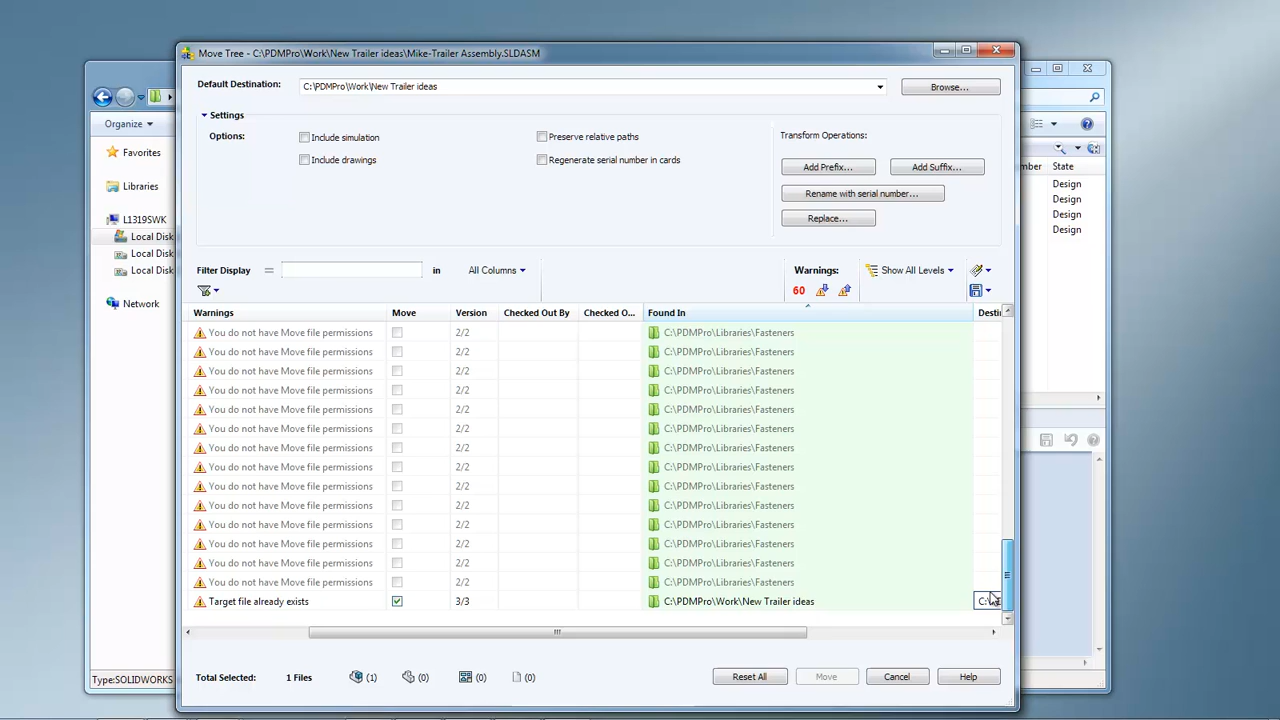 Move Tree - C:\PDMPro\Work\New Trailer ideas\Mike-Trailer Assembly.SLDASM
Default Destination: C:\PDMPro\Work\New Trailer ideas Browse...
Organize
Settings
Options: Include simulation Preserve relative paths Transform Operations:
Include drawings Regenerate serial number in cards
Add Prefix... Add Suffix...
Rename with serial number...
Replace...
Favorites
Libraries
L1319SWK
Local Disk
Local Disk
Local Disk
Network
State
Design
Design
Design
Design
Filter Display = in All Columns Warnings: Show All Levels
60
Warnings Move Version Checked Out By Checked O... Found In
You do not have Move file permissions 2/2 C:\PDMPro\Libraries\Fasteners
You do not have Move file permissions 2/2 C:\PDMPro\Libraries\Fasteners
You do not have Move file permissions 2/2 C:\PDMPro\Libraries\Fasteners
You do not have Move file permissions 2/2 C:\PDMPro\Libraries\Fasteners
You do not have Move file permissions 2/2 C:\PDMPro\Libraries\Fasteners
You do not have Move file permissions 2/2 C:\PDMPro\Libraries\Fasteners
You do not have Move file permissions 2/2 C:\PDMPro\Libraries\Fasteners
You do not have Move file permissions 2/2 C:\PDMPro\Libraries\Fasteners
You do not have Move file permissions 2/2 C:\PDMPro\Libraries\Fasteners
You do not have Move file permissions 2/2 C:\PDMPro\Libraries\Fasteners
You do not have Move file permissions 2/2 C:\PDMPro\Libraries\Fasteners
You do not have Move file permissions 2/2 C:\PDMPro\Libraries\Fasteners
You do not have Move file permissions 2/2 C:\PDMPro\Libraries\Fasteners
You do not have Move file permissions 2/2 C:\PDMPro\Libraries\Fasteners
Target file already exists 3/3 C:\PDMPro\Work\New Trailer ideas
Total Selected: 1 Files (1) (0) (0) (0) Reset All Move Cancel Help
Type:SOLIDWORKS